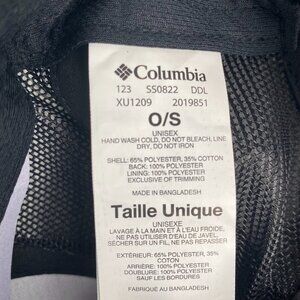 Columbia
123 SS0822 DDL
XU1209 2019851
O/S
UNISEX
HAND WASH COLD, DO NOT BLEACH, LINE
DRY, DO NOT IRON
SHELL: 65% POLYESTER, 35% COTTON
BACK: 100% POLYESTER
LINING: 100% POLYESTER
EXCLUSIVE OF TRIMMING
MADE IN BANGLADESH
Taille Unique
UNISEXE
LAVAGE À LA MAIN ET À L'EAU FROIDE,
NE PAS UTILISER D'EAU DE JAVEL,
SÉCHER SUR UN FIL, NE PAS REPASSER
EXTÉRIEUR: 65% POLYESTER, 35%
COTON
ARRIÈRE: 100% POLYESTER
DOUBLURE: 100% POLYESTER
SAUF LES BORDURES
FABRIQUÉ EN BANGLADESH